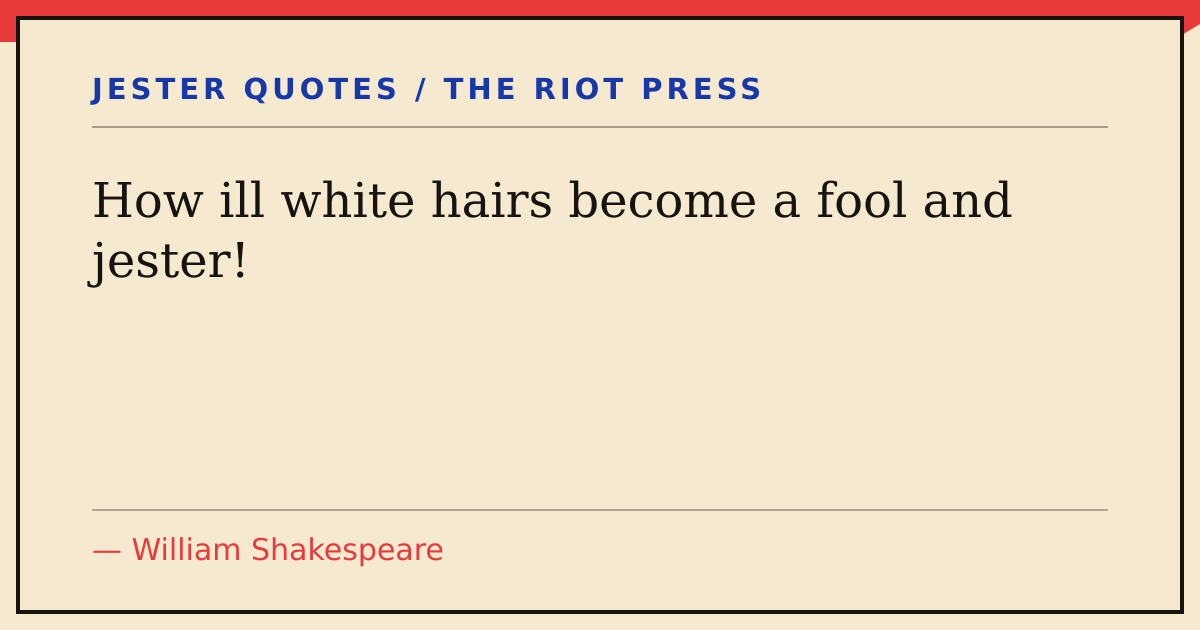 JESTER QUOTES / THE RIOT PRESS
How ill white hairs become a fool and
jester!
— William Shakespeare